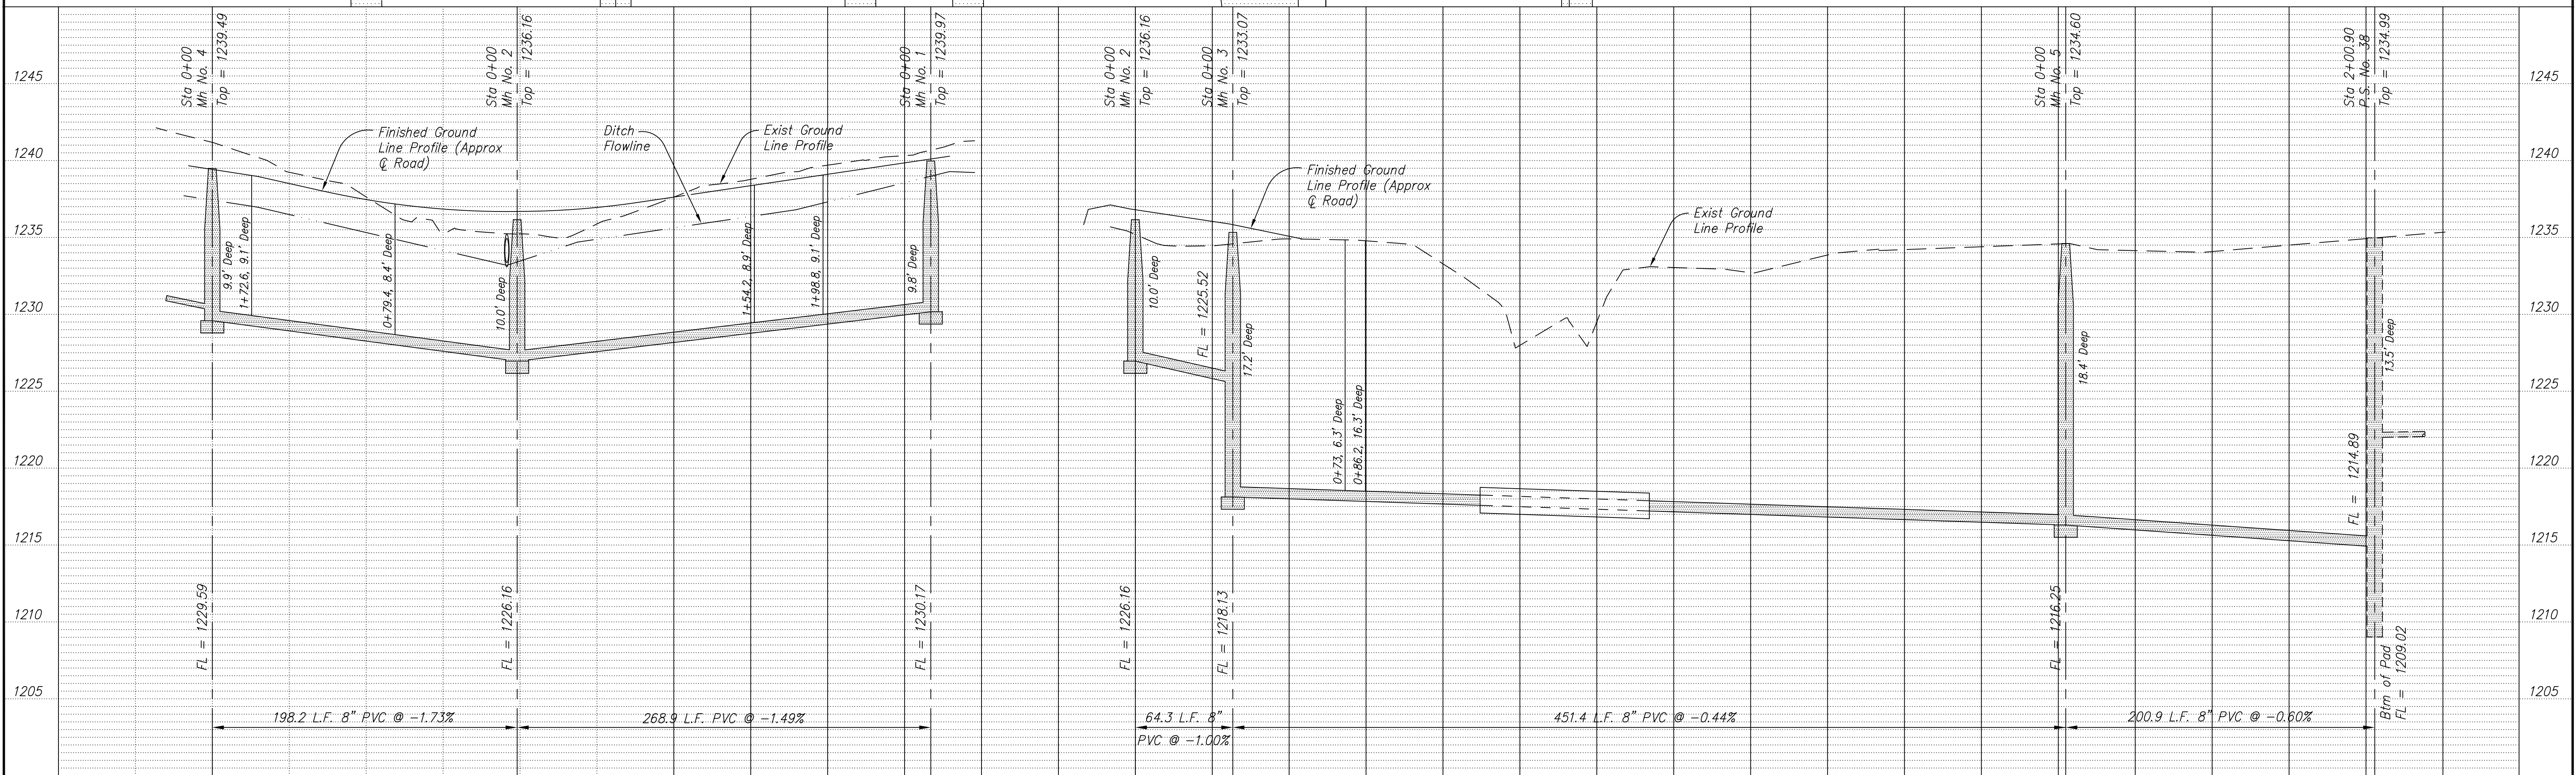 1245
1240
1235
1230
1225
1220
1215
1210
1205
Sta 0+00
Mh No. 4
Top = 1239.49
Sta 0+00
Mh No. 2
Top = 1236.16
Sta 0+00
Mh No. 1
Top = 1239.97
Sta 0+00
Mh No. 2
Top = 1236.16
Sta 0+00
Mh No. 3
Top = 1233.07
Sta 0+00
Mh No. 5
Top = 1234.60
Sta 2+00.90
P.S. No. 38
Top = 1234.99
Finished Ground
Line Profile (Approx
℄ Road)
Ditch
Flowline
Exist Ground
Line Profile
Finished Ground
Line Profile (Approx
℄ Road)
Exist Ground
Line Profile
9.9' Deep
1+72.6, 9.1' Deep
0+79.4, 8.4' Deep
10.0' Deep
1+54.2, 8.9' Deep
1+98.8, 9.1' Deep
9.8' Deep
10.0' Deep
FL = 1225.52
17.2' Deep
0+73, 6.3' Deep
0+86.2, 16.3' Deep
18.4' Deep
FL = 1214.89
13.5' Deep
FL = 1229.59
FL = 1226.16
FL = 1230.17
FL = 1226.16
FL = 1218.13
FL = 1216.25
Btm of Pad
FL = 1209.02
198.2 L.F. 8" PVC @ -1.73%
268.9 L.F. PVC @ -1.49%
64.3 L.F. 8"
PVC @ -1.00%
451.4 L.F. 8" PVC @ -0.44%
200.9 L.F. 8" PVC @ -0.60%
1245
1240
1235
1230
1225
1220
1215
1210
1205